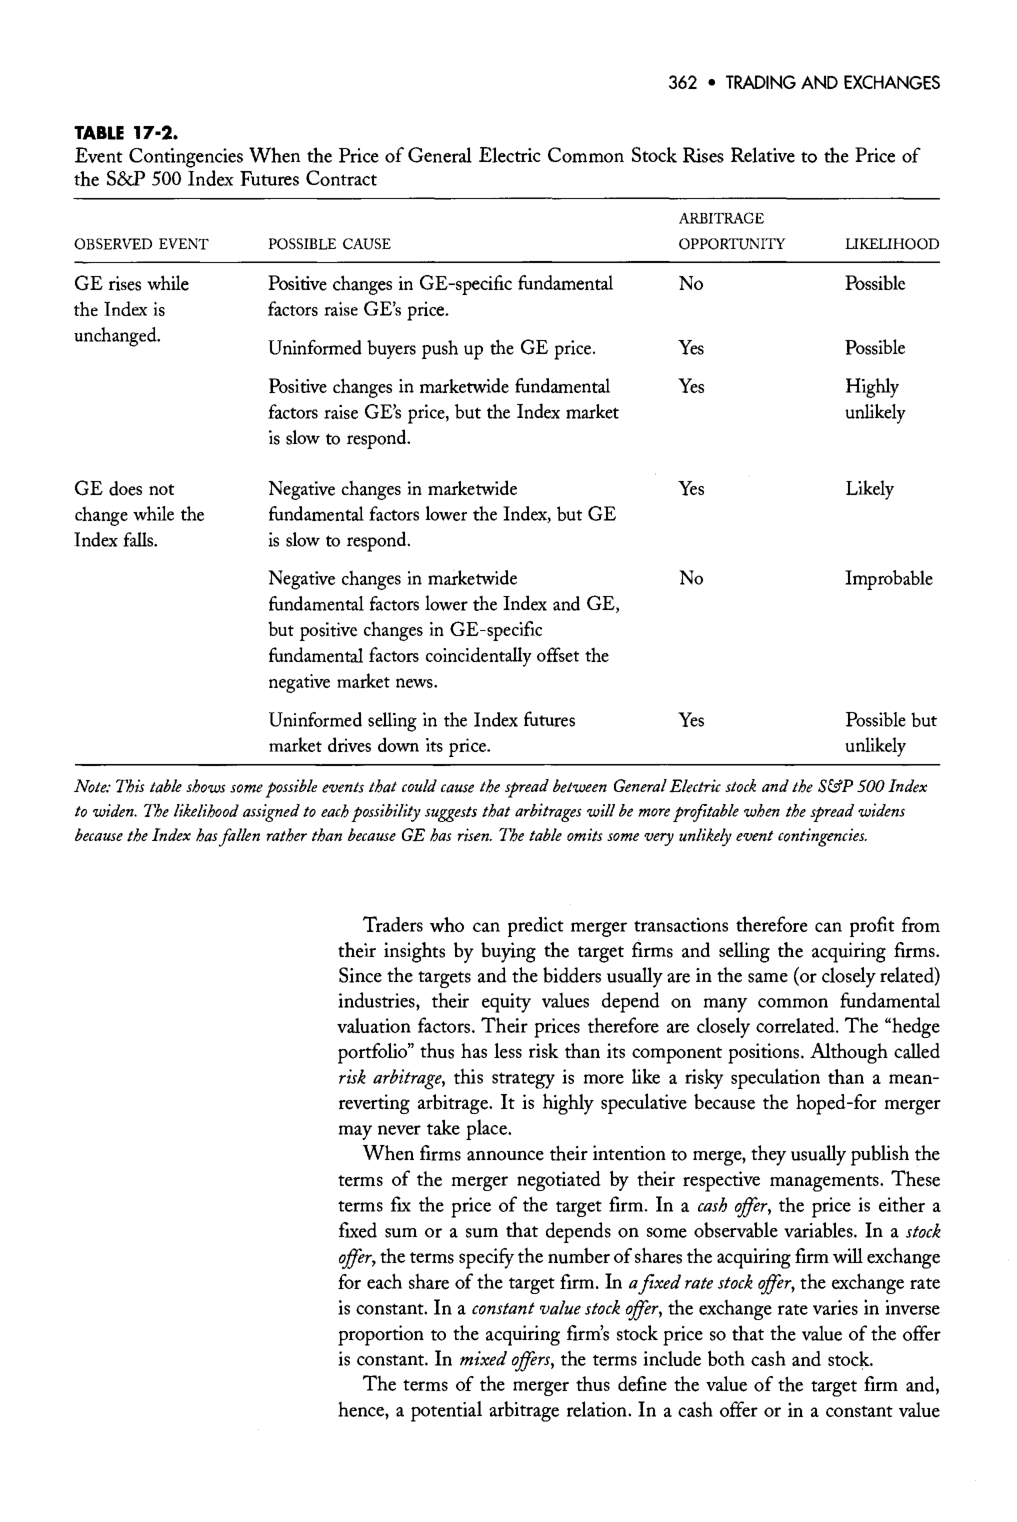 362 • TRADING AND EXCHANGES
TABLE 17-2.
Event Contingencies When the Price of General Electric Common Stock Rises Relative to the Price of
the S&P 500 Index Futures Contract
ARBITRAGE
OBSERVED EVENT POSSIBLE CAUSE OPPORTUNITY LIKELIHOOD
GE rises while Positive changes in GE-specific fundamental No Possible
the Index is factors raise GE's price.
unchanged.
Uninformed buyers push up the GE price. Yes Possible
Positive changes in marketwide fundamental Yes Highly
factors raise GE's price, but the Index market unlikely
is slow to respond.
GE does not Negative changes in marketwide Yes Likely
change while the fundamental factors lower the Index, but GE
Index falls. is slow to respond.
Negative changes in marketwide No Improbable
fundamental factors lower the Index and GE,
but positive changes in GE-specific
fundamental factors coincidentally offset the
negative market news.
Uninformed selling in the Index futures Yes Possible but
market drives down its price. unlikely
Note: This table shows some possible events that could cause the spread between General Electric stock and the S&P 500 Index
to widen. The likelihood assigned to each possibility suggests that arbitrages will be more profitable when the spread widens
because the Index has fallen rather than because GE has risen. The table omits some very unlikely event contingencies.
Traders who can predict merger transactions therefore can profit from
their insights by buying the target firms and selling the acquiring firms.
Since the targets and the bidders usually are in the same (or closely related)
industries, their equity values depend on many common fundamental
valuation factors. Their prices therefore are closely correlated. The “hedge
portfolio” thus has less risk than its component positions. Although called
risk arbitrage, this strategy is more like a risky speculation than a mean-
reverting arbitrage. It is highly speculative because the hoped-for merger
may never take place.
When firms announce their intention to merge, they usually publish the
terms of the merger negotiated by their respective managements. These
terms fix the price of the target firm. In a cash offer, the price is either a
fixed sum or a sum that depends on some observable variables. In a stock
offer, the terms specify the number of shares the acquiring firm will exchange
for each share of the target firm. In a fixed rate stock offer, the exchange rate
is constant. In a constant value stock offer, the exchange rate varies in inverse
proportion to the acquiring firm's stock price so that the value of the offer
is constant. In mixed offers, the terms include both cash and stock.
The terms of the merger thus define the value of the target firm and,
hence, a potential arbitrage relation. In a cash offer or in a constant value